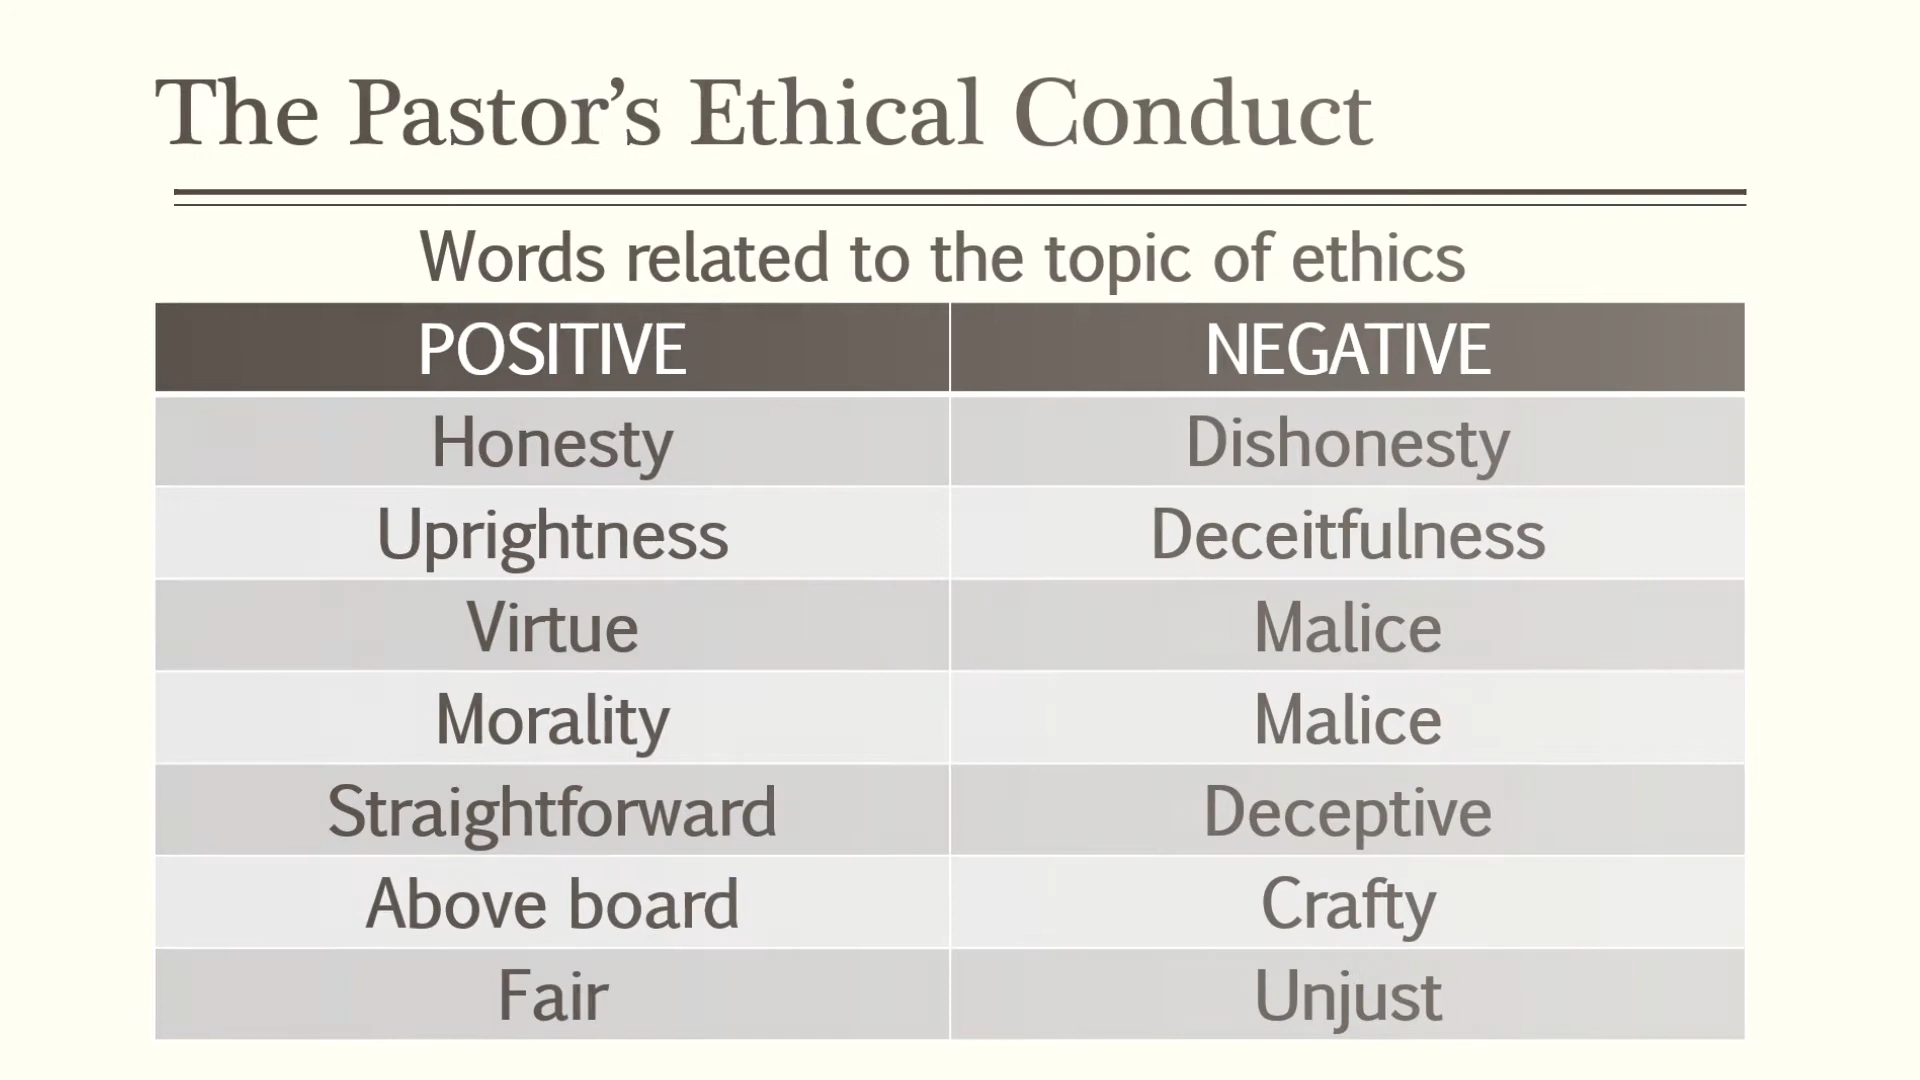 The Pastor’s Ethical Conduct
Words related to the topic of ethics
POSITIVE NEGATIVE
Honesty Dishonesty
Uprightness Deceitfulness
Virtue Malice
Morality Malice
Straightforward Deceptive
Above board Crafty
Fair Unjust